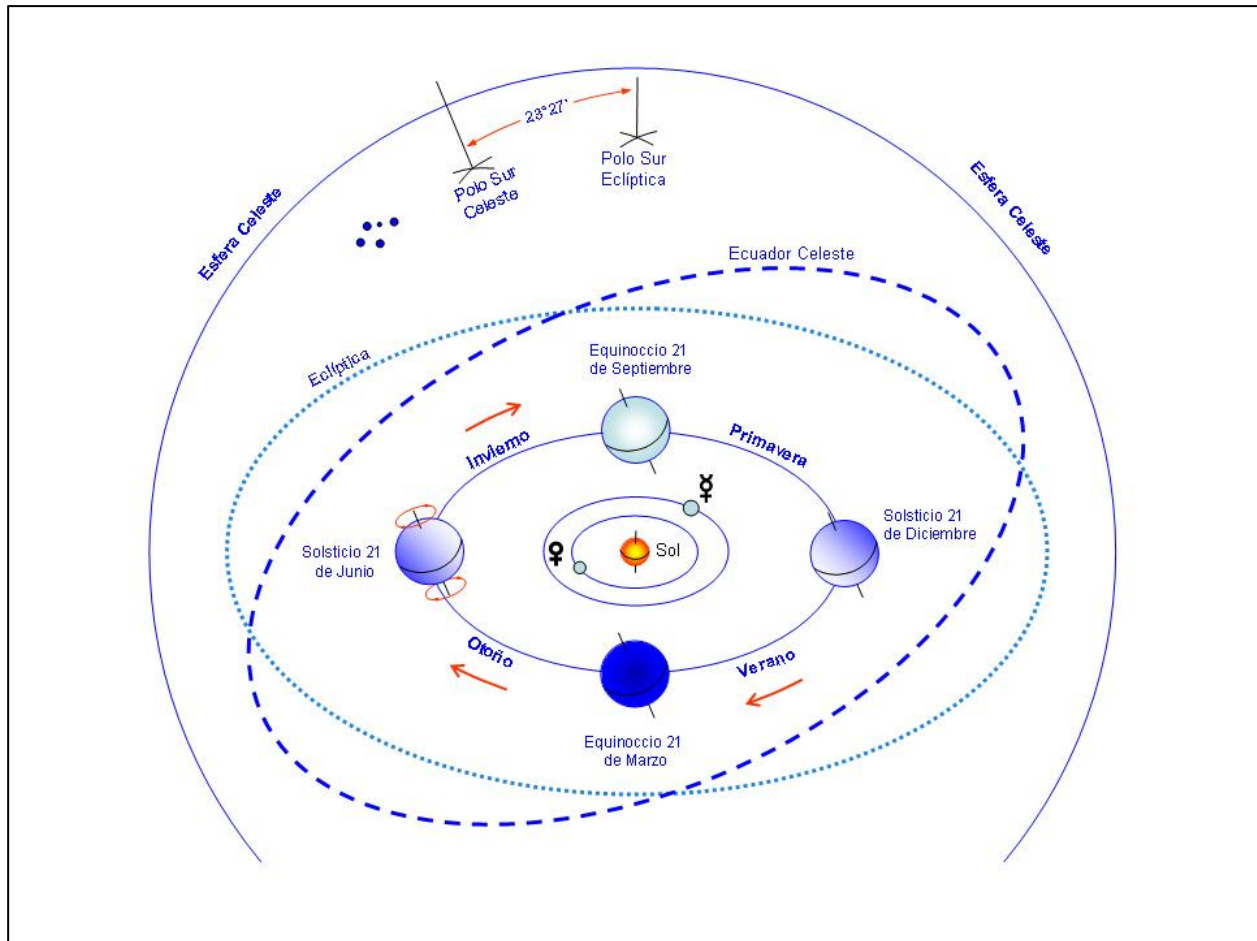 23°27'
Polo Sur
Celeste
Polo Sur
Eclíptica
Esfera Celeste
Esfera Celeste
Ecuador Celeste
Eclíptica
Equinoccio 21
de Septiembre
Invierno
Primavera
Solsticio 21
de Junio
Sol
Solsticio 21
de Diciembre
Otoño
Verano
Equinoccio 21
de Marzo